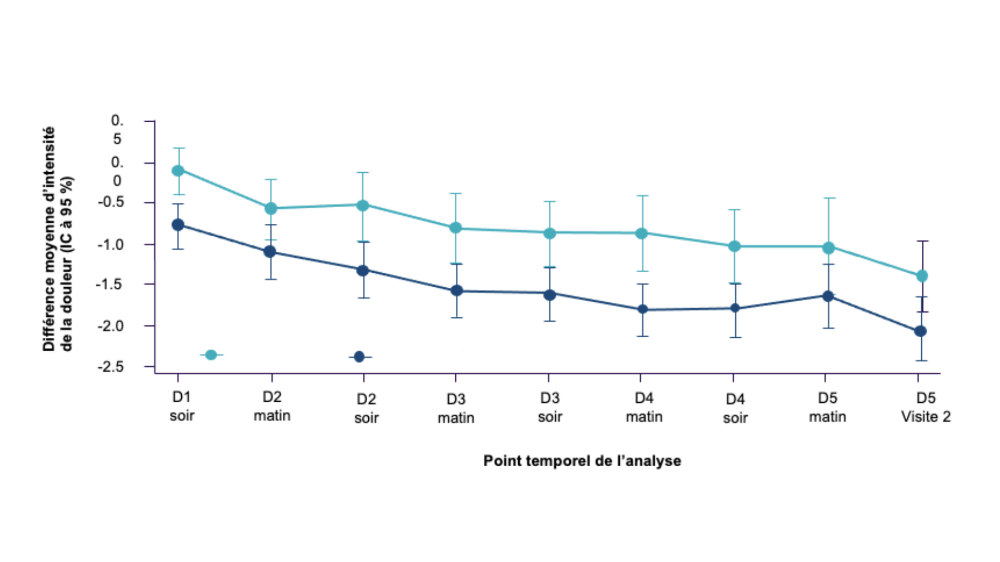 Différence moyenne d’intensité
de la douleur (IC à 95 %)
0.
5
0.
0
-0.5
-1.0
-1.5
-2.0
-2.5
D1
soir
D2
matin
D2
soir
D3
matin
D3
soir
D4
matin
D4
soir
D5
matin
D5
Visite 2
Point temporel de l’analyse